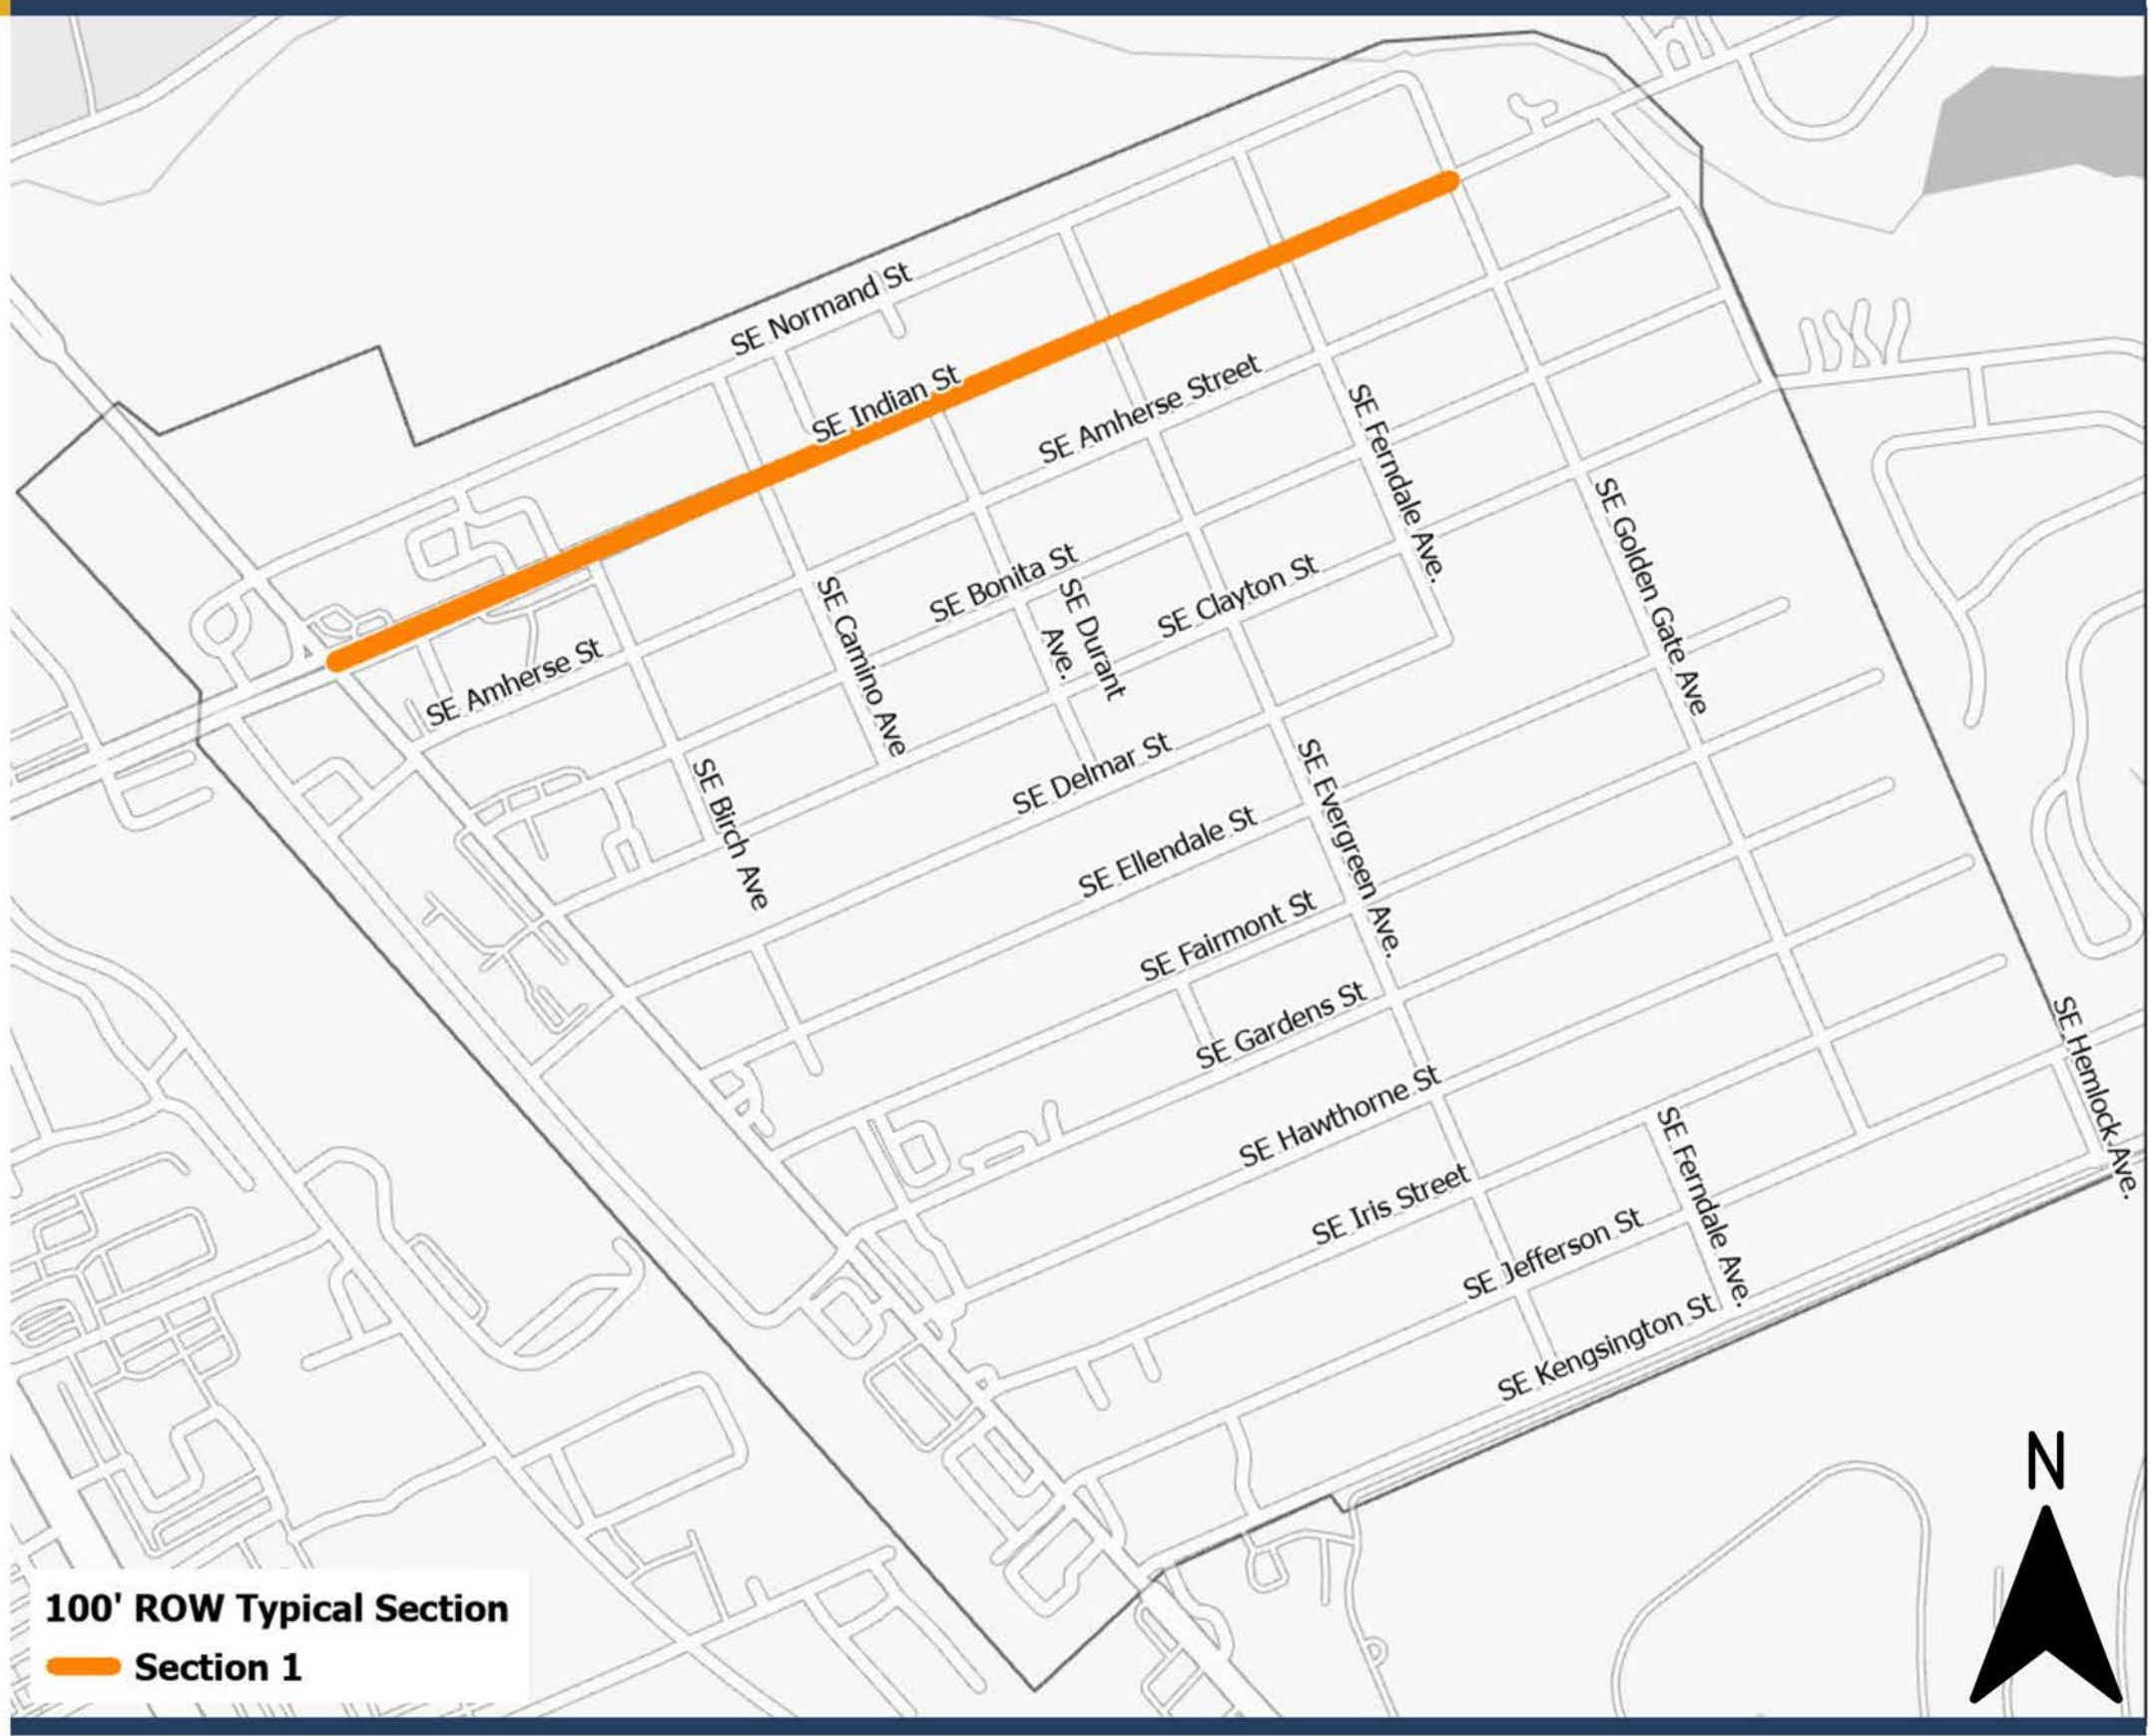 SE Normand St
SE Indian St
SE Amherse Street
SE Ferndale Ave.
SE Golden Gate Ave
SE Bonita St
SE Durant
Ave.
SE Clayton St
SE Camino Ave
SE Amherse St
SE Birch Ave
SE Delmar St
SE Evergreen Ave.
SE Ellendale St
SE Fairmont St
SE Gardens St
SE Hemlock Ave.
SE Hawthorne St
SE Ferndale Ave.
SE Iris Street
SE Jefferson St
SE Kengsington St
N
100' ROW Typical Section
Section 1